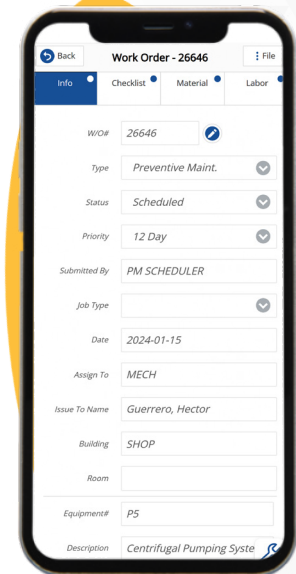 Back Work Order - 26646 File
Info Checklist Material Labor
W/O# 26646
Type Preventive Maint.
Status Scheduled
Priority 12 Day
Submitted By PM SCHEDULER
Job Type
Date 2024-01-15
Assign To MECH
Issue To Name Guerrero, Hector
Building SHOP
Room
Equipment# P5
Description Centrifugal Pumping Syste